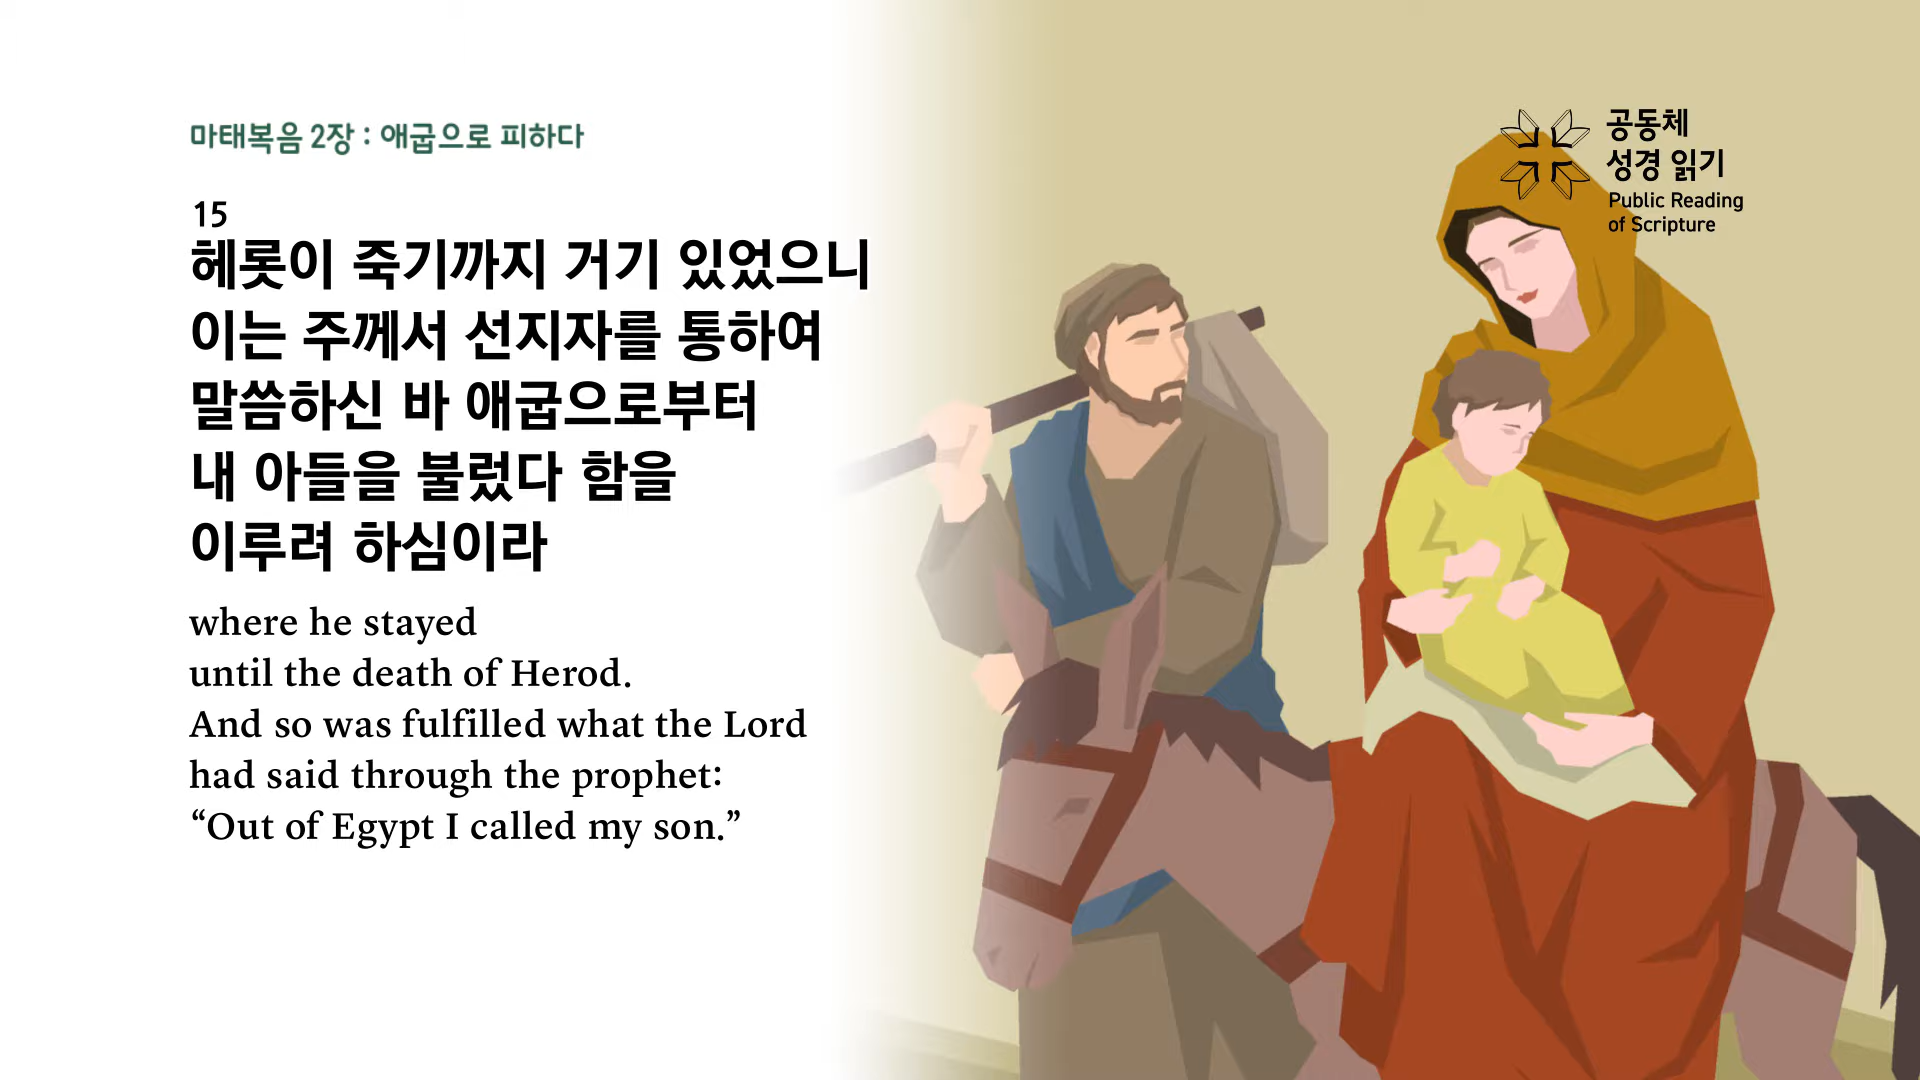 마태복음 2장 : 애굽으로 피하다
15
헤롯이 죽기까지 거기 있었으니
이는 주께서 선지자를 통하여
말씀하신 바 애굽으로부터
내 아들을 불렀다 함을
이루려 하심이라
where he stayed
until the death of Herod.
And so was fulfilled what the Lord
had said through the prophet:
“Out of Egypt I called my son.”
공동체
성경 읽기
Public Reading
of Scripture